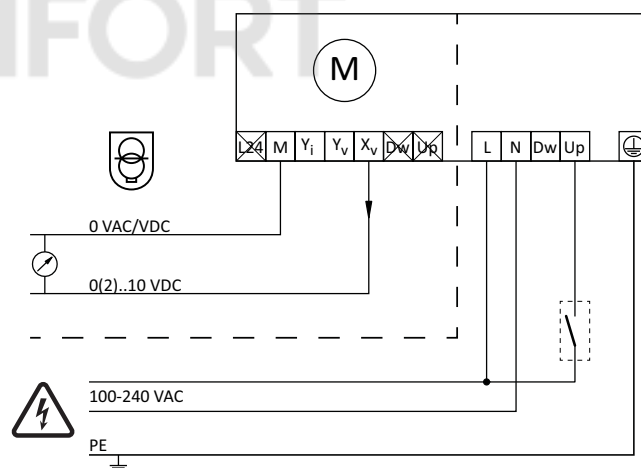 IFORT
M
L24 M Yi Yv Xv Dw Up L N Dw Up
0 VAC/VDC
0(2)..10 VDC
100-240 VAC
PE